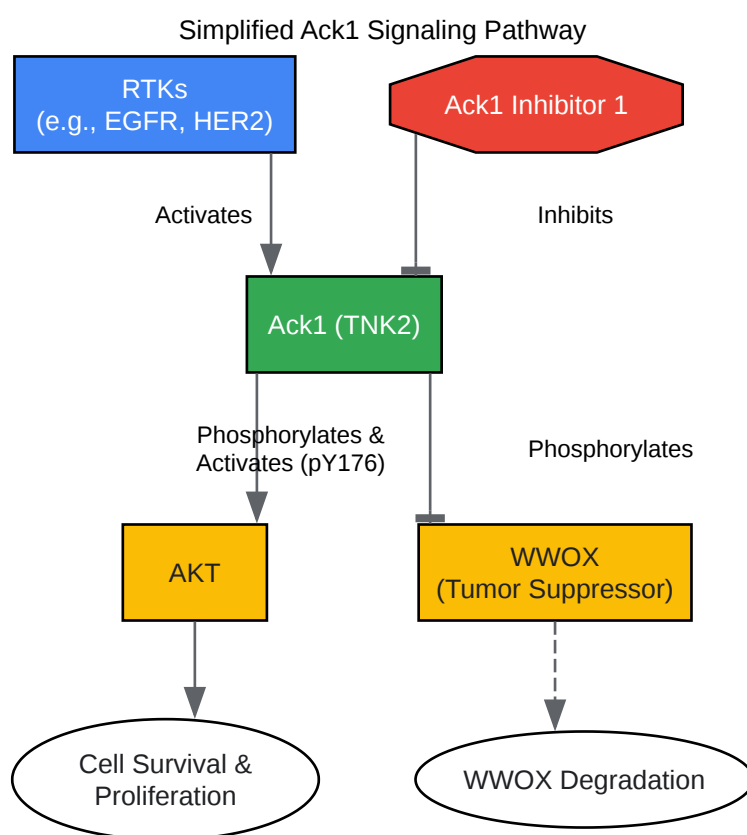 Simplified Ack1 Signaling Pathway
RTKs
(e.g., EGFR, HER2)
Ack1 Inhibitor 1
Activates
Inhibits
Ack1 (TNK2)
Phosphorylates &
Activates (pY176)
Phosphorylates
AKT
WWOX
(Tumor Suppressor)
Cell Survival &
Proliferation
WWOX Degradation